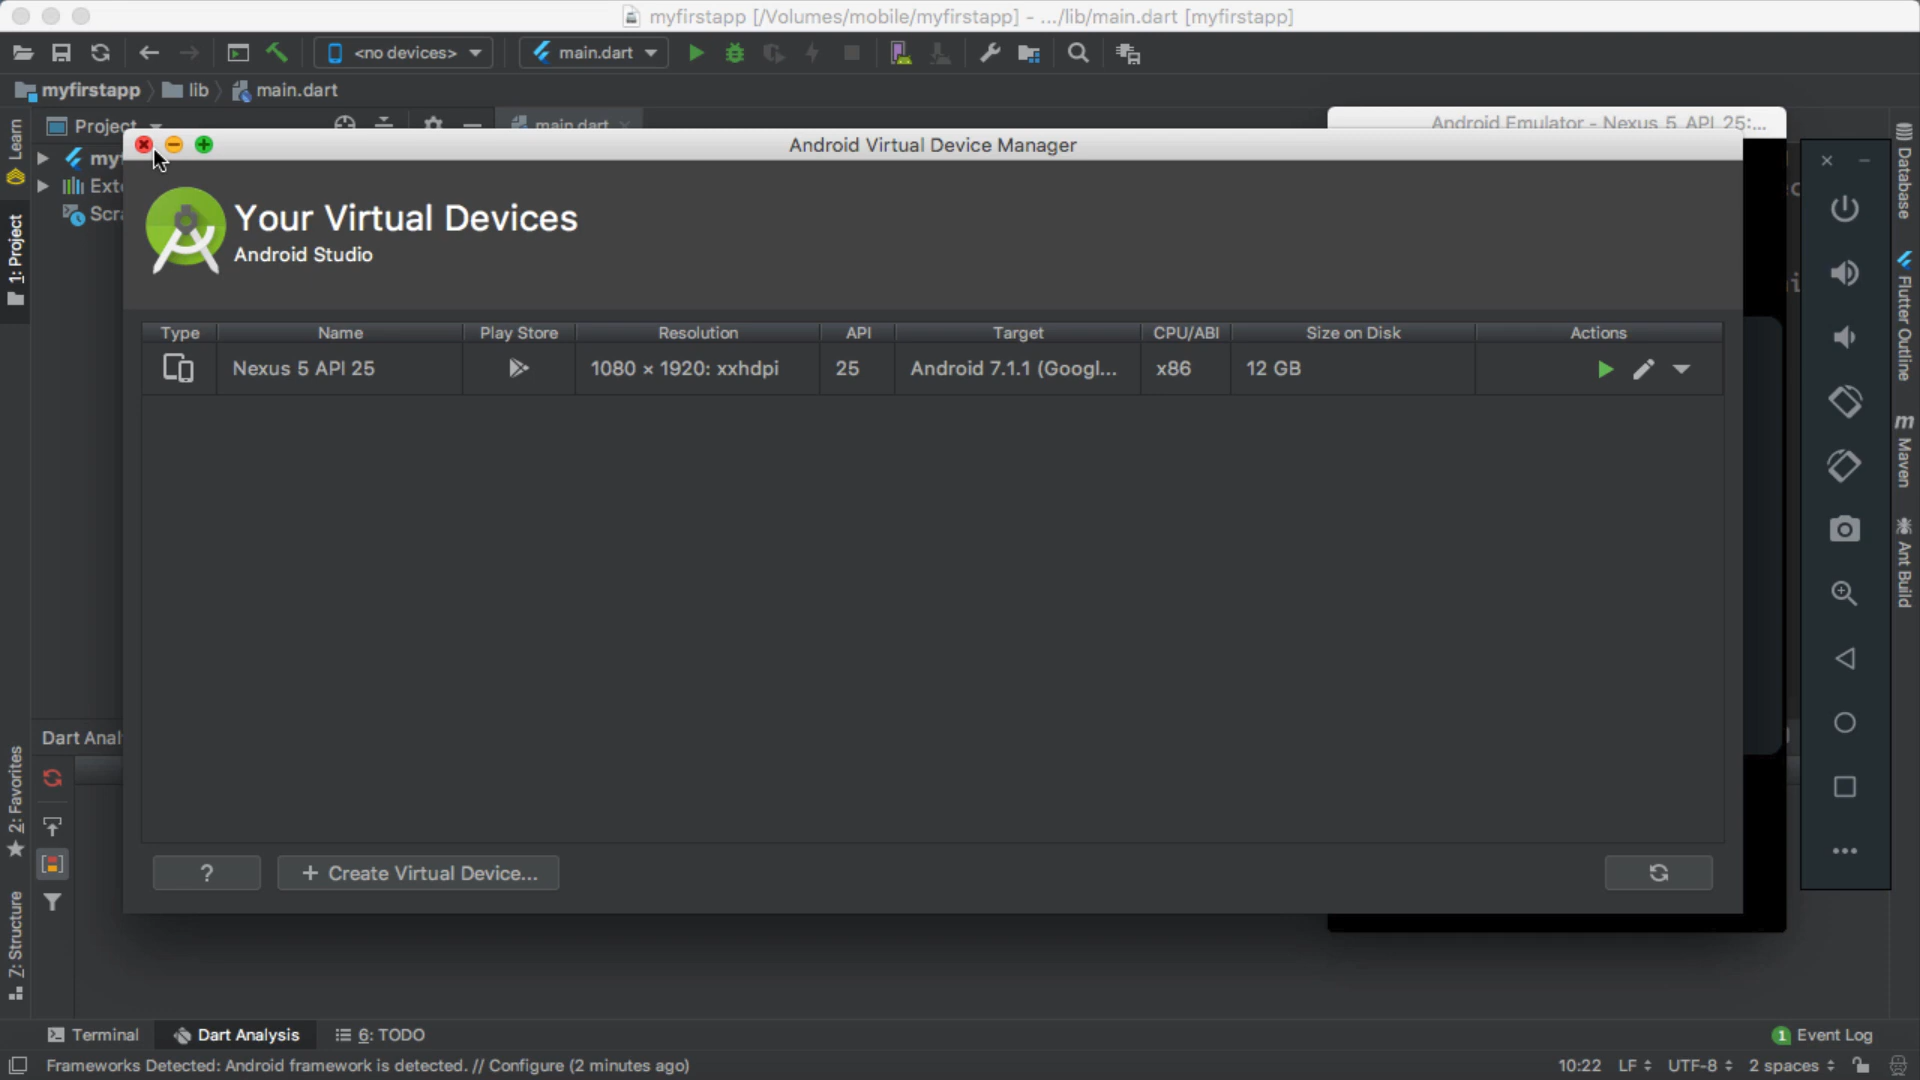 myfirstapp [/Volumes/mobile/myfirstapp] - .../lib/main.dart [myfirstapp]
<no devices>
main.dart
myfirstapp
lib
main.dart
Learn
Project
main.dart
Android Emulator - Nexus 5 API 25:...
Android Virtual Device Manager
my
Exte
Scra
1: Project
Your Virtual Devices
Android Studio
Type Name Play Store Resolution API Target CPU/ABI Size on Disk Actions
Nexus 5 API 25 1080 × 1920: xxhdpi 25 Android 7.1.1 (Googl... x86 12 GB
Database
Flutter Outline
m
Maven
Ant Build
Dart Anal
2: Favorites
7: Structure
?
+ Create Virtual Device...
Terminal
Dart Analysis
6: TODO
1 Event Log
Frameworks Detected: Android framework is detected. // Configure (2 minutes ago)
10:22 LF UTF-8 2 spaces